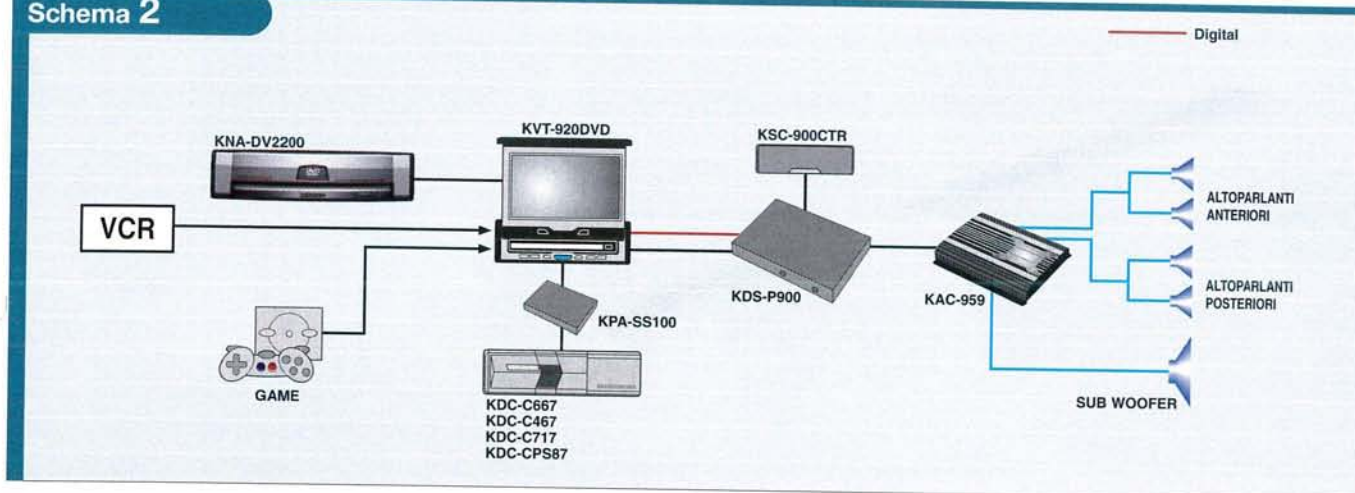 Schema 2
Digital
KNA-DV2200
KVT-920DVD
KSC-900CTR
VCR
ALTOPARLANTI
ANTERIORI
KDS-P900
KAC-959
ALTOPARLANTI
POSTERIORI
KPA-SS100
GAME
KDC-C667
KDC-C467
KDC-C717
KDC-CPS87
SUB WOOFER